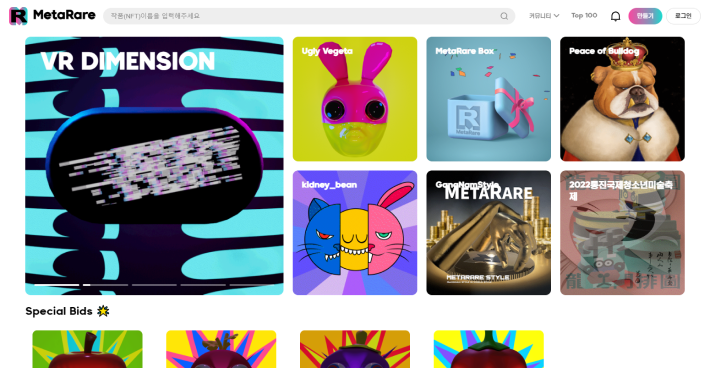 R MetaRare
작품(NFT)이름을 입력해주세요
커뮤니티
Top 100
만들기
로그인
VR DIMENSION
Ugly Vegeta
MetaRare Box
R
MetaRare
Peace of Bulldog
kidney_bean
GangNamStyle
METARARE
METARARE STYLE
2022통진국제청소년미술축
제
Special Bids